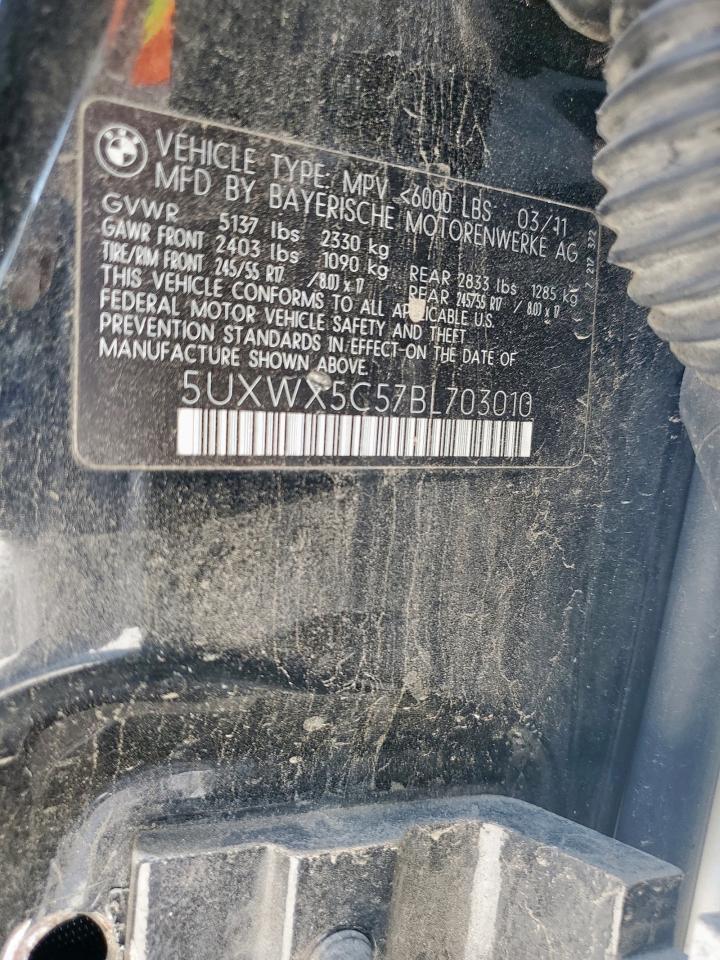 BMW
VEHICLE TYPE: MPV <6000 LBS 03/11
MFD BY BAYERISCHE MOTORENWERKE AG
GVWR 5137 lbs 2330 kg
GAWR FRONT 2403 lbs 1090 kg REAR 2833 lbs 1285 kg
TIRE/RIM FRONT 245/55 R17 / 8.0J x 17 REAR 245/55 R17 / 8.0J x 17
THIS VEHICLE CONFORMS TO ALL APPLICABLE U.S.
FEDERAL MOTOR VEHICLE SAFETY AND THEFT
PREVENTION STANDARDS IN EFFECT ON THE DATE OF
MANUFACTURE SHOWN ABOVE.
5UXWX5C57BL703010